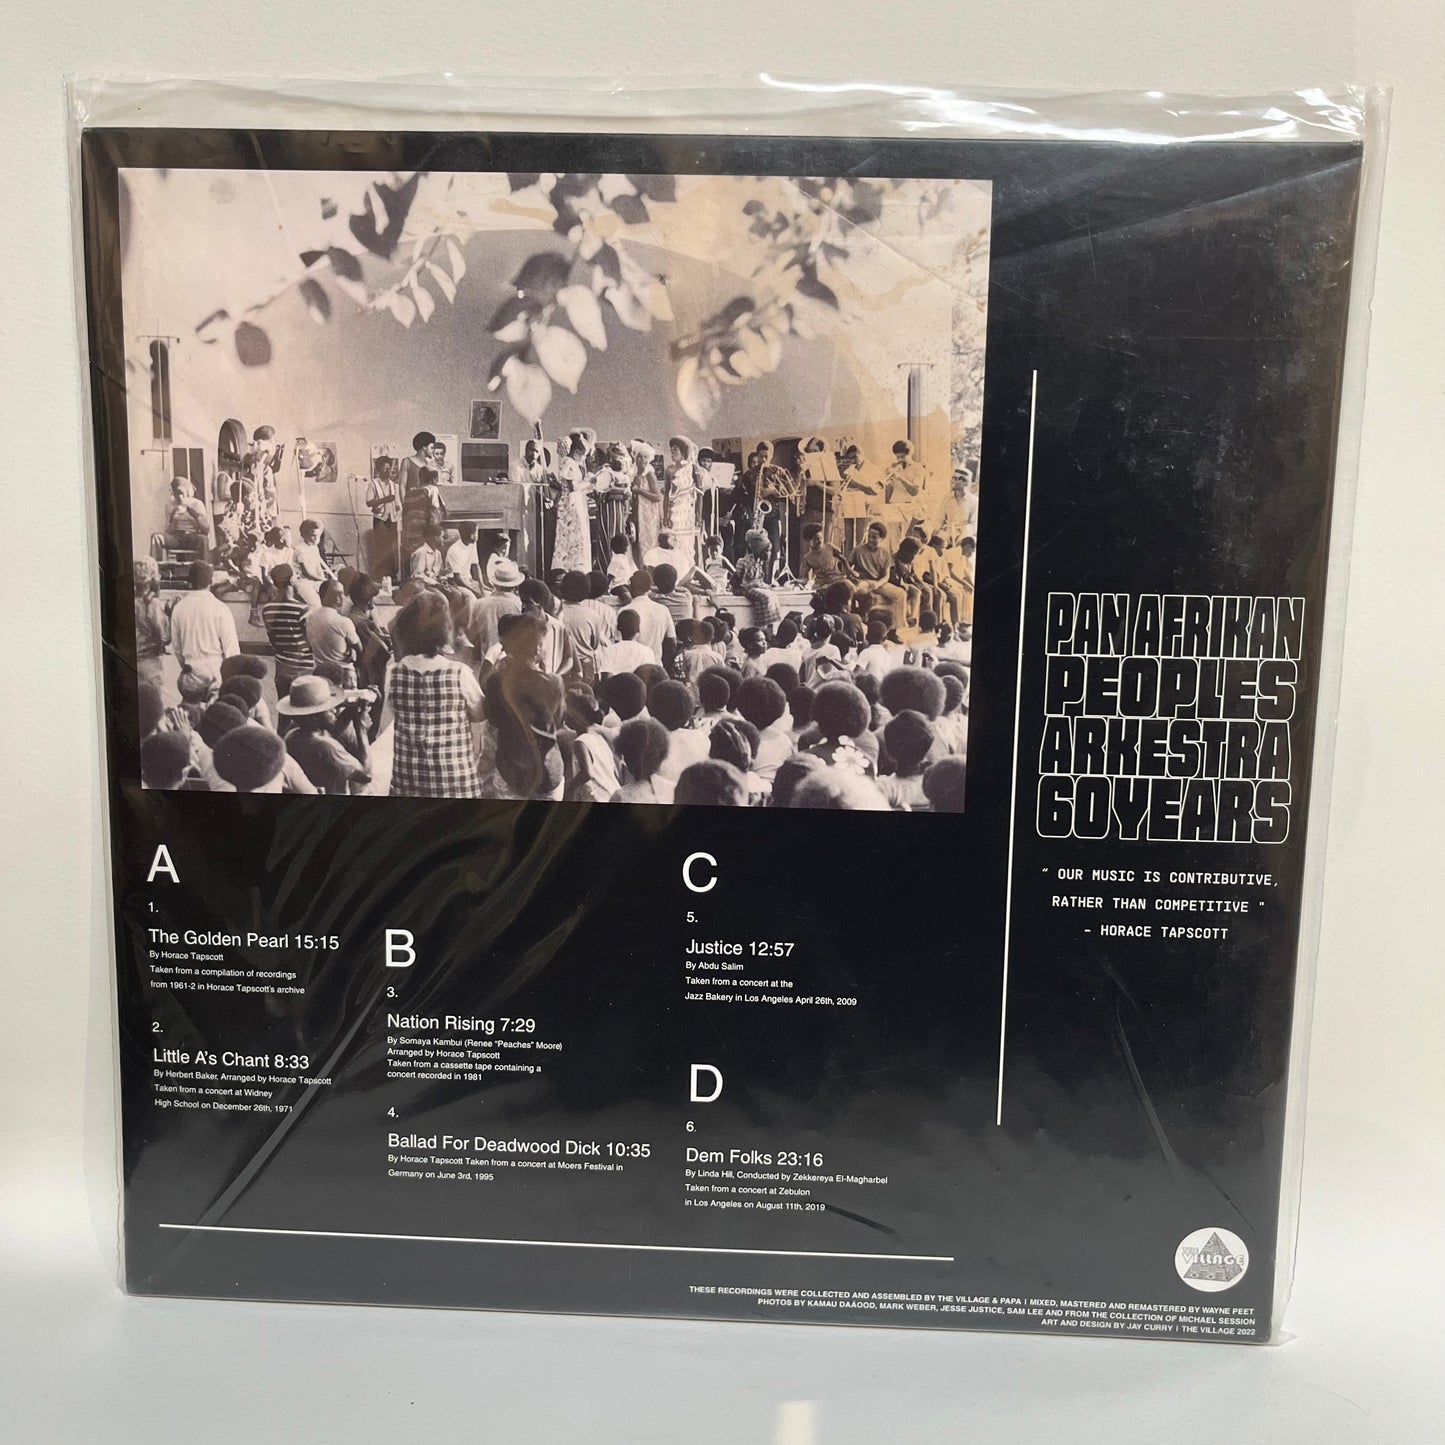 PAN AFRIKAN
PEOPLES
ARKESTRA
60 YEARS
“ OUR MUSIC IS CONTRIBUTIVE,
RATHER THAN COMPETITIVE "
- HORACE TAPSCOTT
A
1.
The Golden Pearl 15:15
By Horace Tapscott
Taken from a compilation of recordings
from 1961-2 in Horace Tapscott's archive
2.
Little A's Chant 8:33
By Herbert Baker, Arranged by Horace Tapscott
Taken from a concert at Widney
High School on December 26th, 1971
B
3.
Nation Rising 7:29
By Somaya Kambui (Renee “Peaches” Moore)
Arranged by Horace Tapscott
Taken from a cassette tape containing a
concert recorded in 1981
4.
Ballad For Deadwood Dick 10:35
By Horace Tapscott Taken from a concert at Moers Festival in
Germany on June 3rd, 1995
C
5.
Justice 12:57
By Abdu Salim
Taken from a concert at the
Jazz Bakery in Los Angeles April 26th, 2009
D
6.
Dem Folks 23:16
By Linda Hill, Conducted by Zekkereya El-Magharbel
Taken from a concert at Zebulon
in Los Angeles on August 11th, 2019
THE
VILLAGE
THESE RECORDINGS WERE COLLECTED AND ASSEMBLED BY THE VILLAGE & PAPA | MIXED, MASTERED AND REMASTERED BY WAYNE PEET
PHOTOS BY KAMAU DAÁOOD, MARK WEBER, JESSE JUSTICE, SAM LEE AND FROM THE COLLECTION OF MICHAEL SESSION
ART AND DESIGN BY JAY CURRY | THE VILLAGE 2022